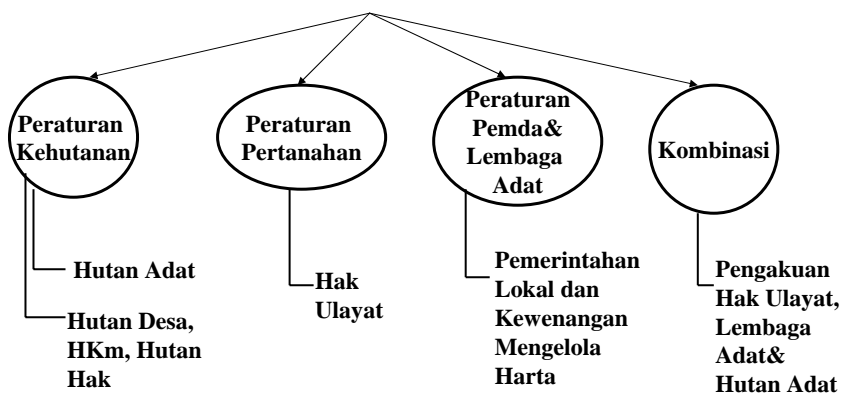 Peraturan
Kehutanan
Peraturan
Pertanahan
Peraturan
Pemda&
Lembaga
Adat
Kombinasi
Hutan Adat
Hutan Desa,
HKm, Hutan
Hak
Hak
Ulayat
Pemerintahan
Lokal dan
Kewenangan
Mengelola
Harta
Pengakuan
Hak Ulayat,
Lembaga
Adat&
Hutan Adat